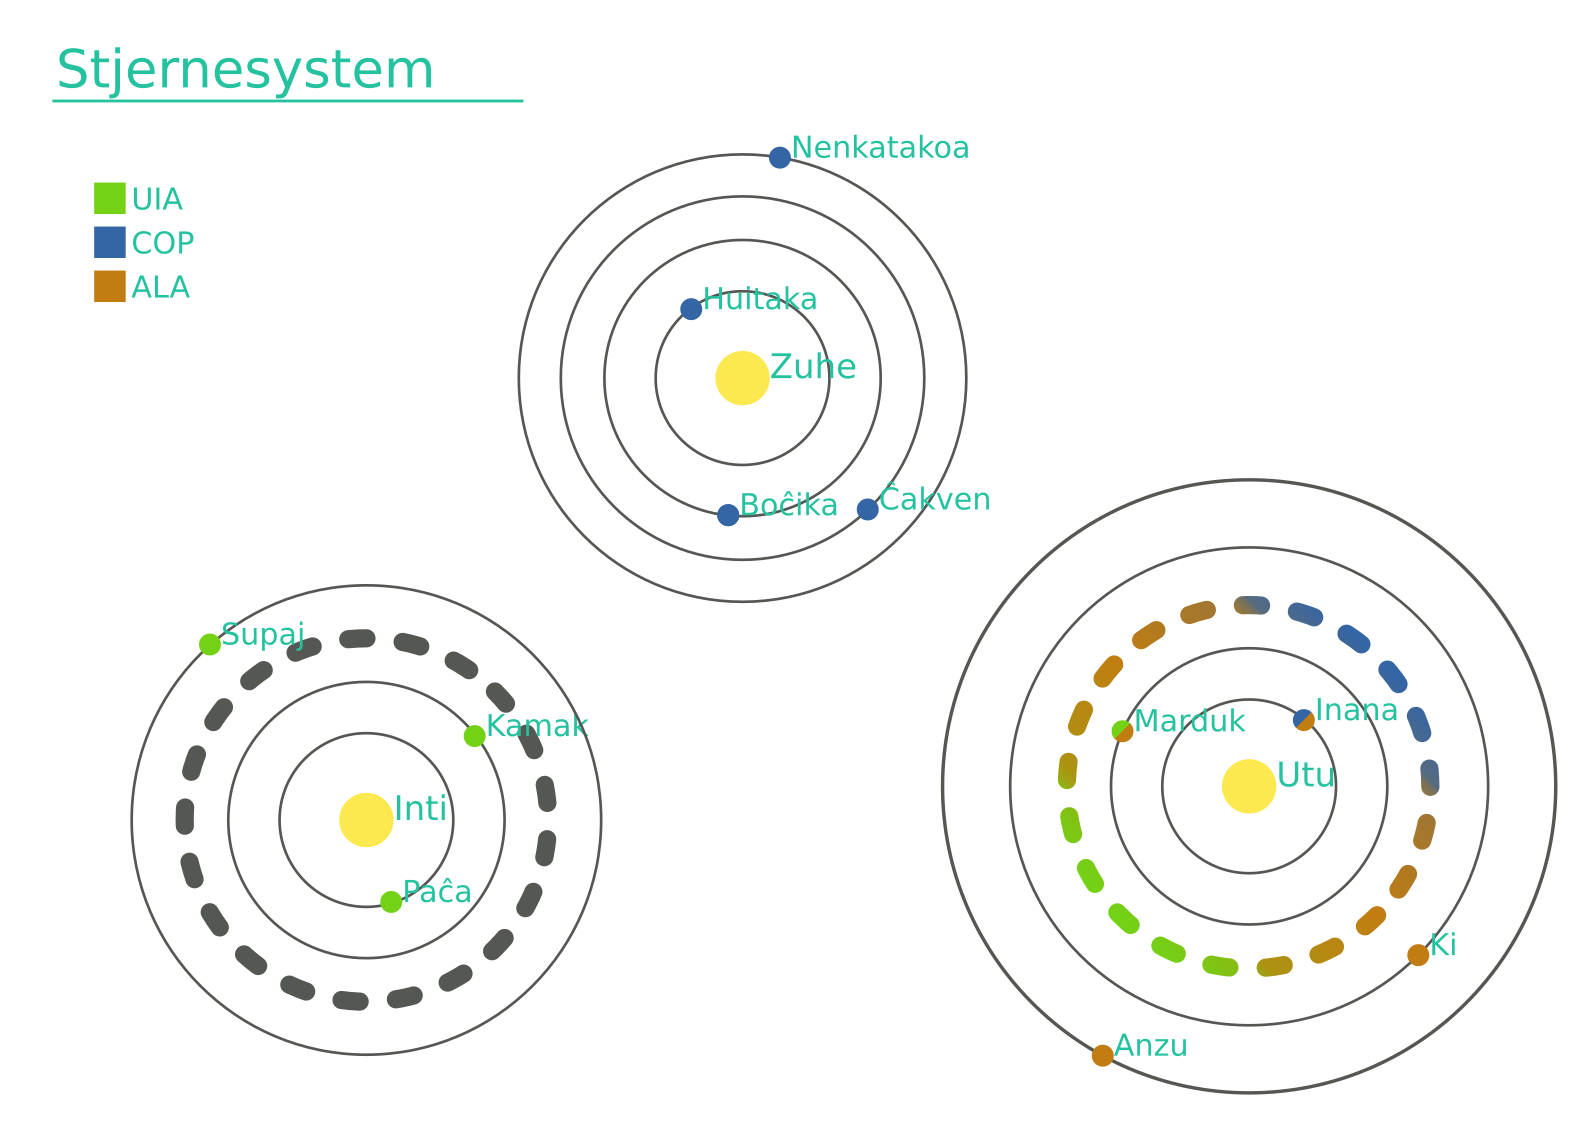 Stjernesystem
UIA
COP
ALA
Nenkatakoa
Huitaka
Zuhe
Boĉika
Ĉakven
Supaj
Kamak
Inti
Paĉa
Marduk
Inana
Utu
Ki
Anzu